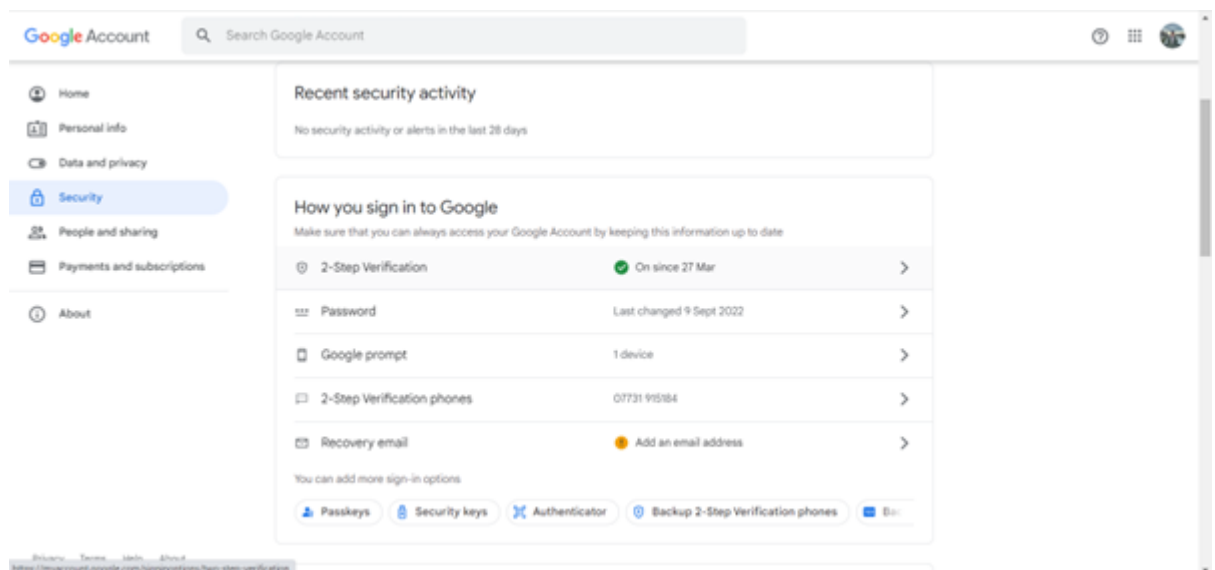 Google Account
Search Google Account
Home
Personal info
Data and privacy
Security
People and sharing
Payments and subscriptions
About
Recent security activity
No security activity or alerts in the last 28 days
How you sign in to Google
Make sure that you can always access your Google Account by keeping this information up to date
2-Step Verification On since 27 Mar
Password Last changed 9 Sept 2022
Google prompt 1 device
2-Step Verification phones 07731 915184
Recovery email Add an email address
You can add more sign-in options
Passkeys Security keys Authenticator Backup 2-Step Verification phones
Privacy Terms Help About